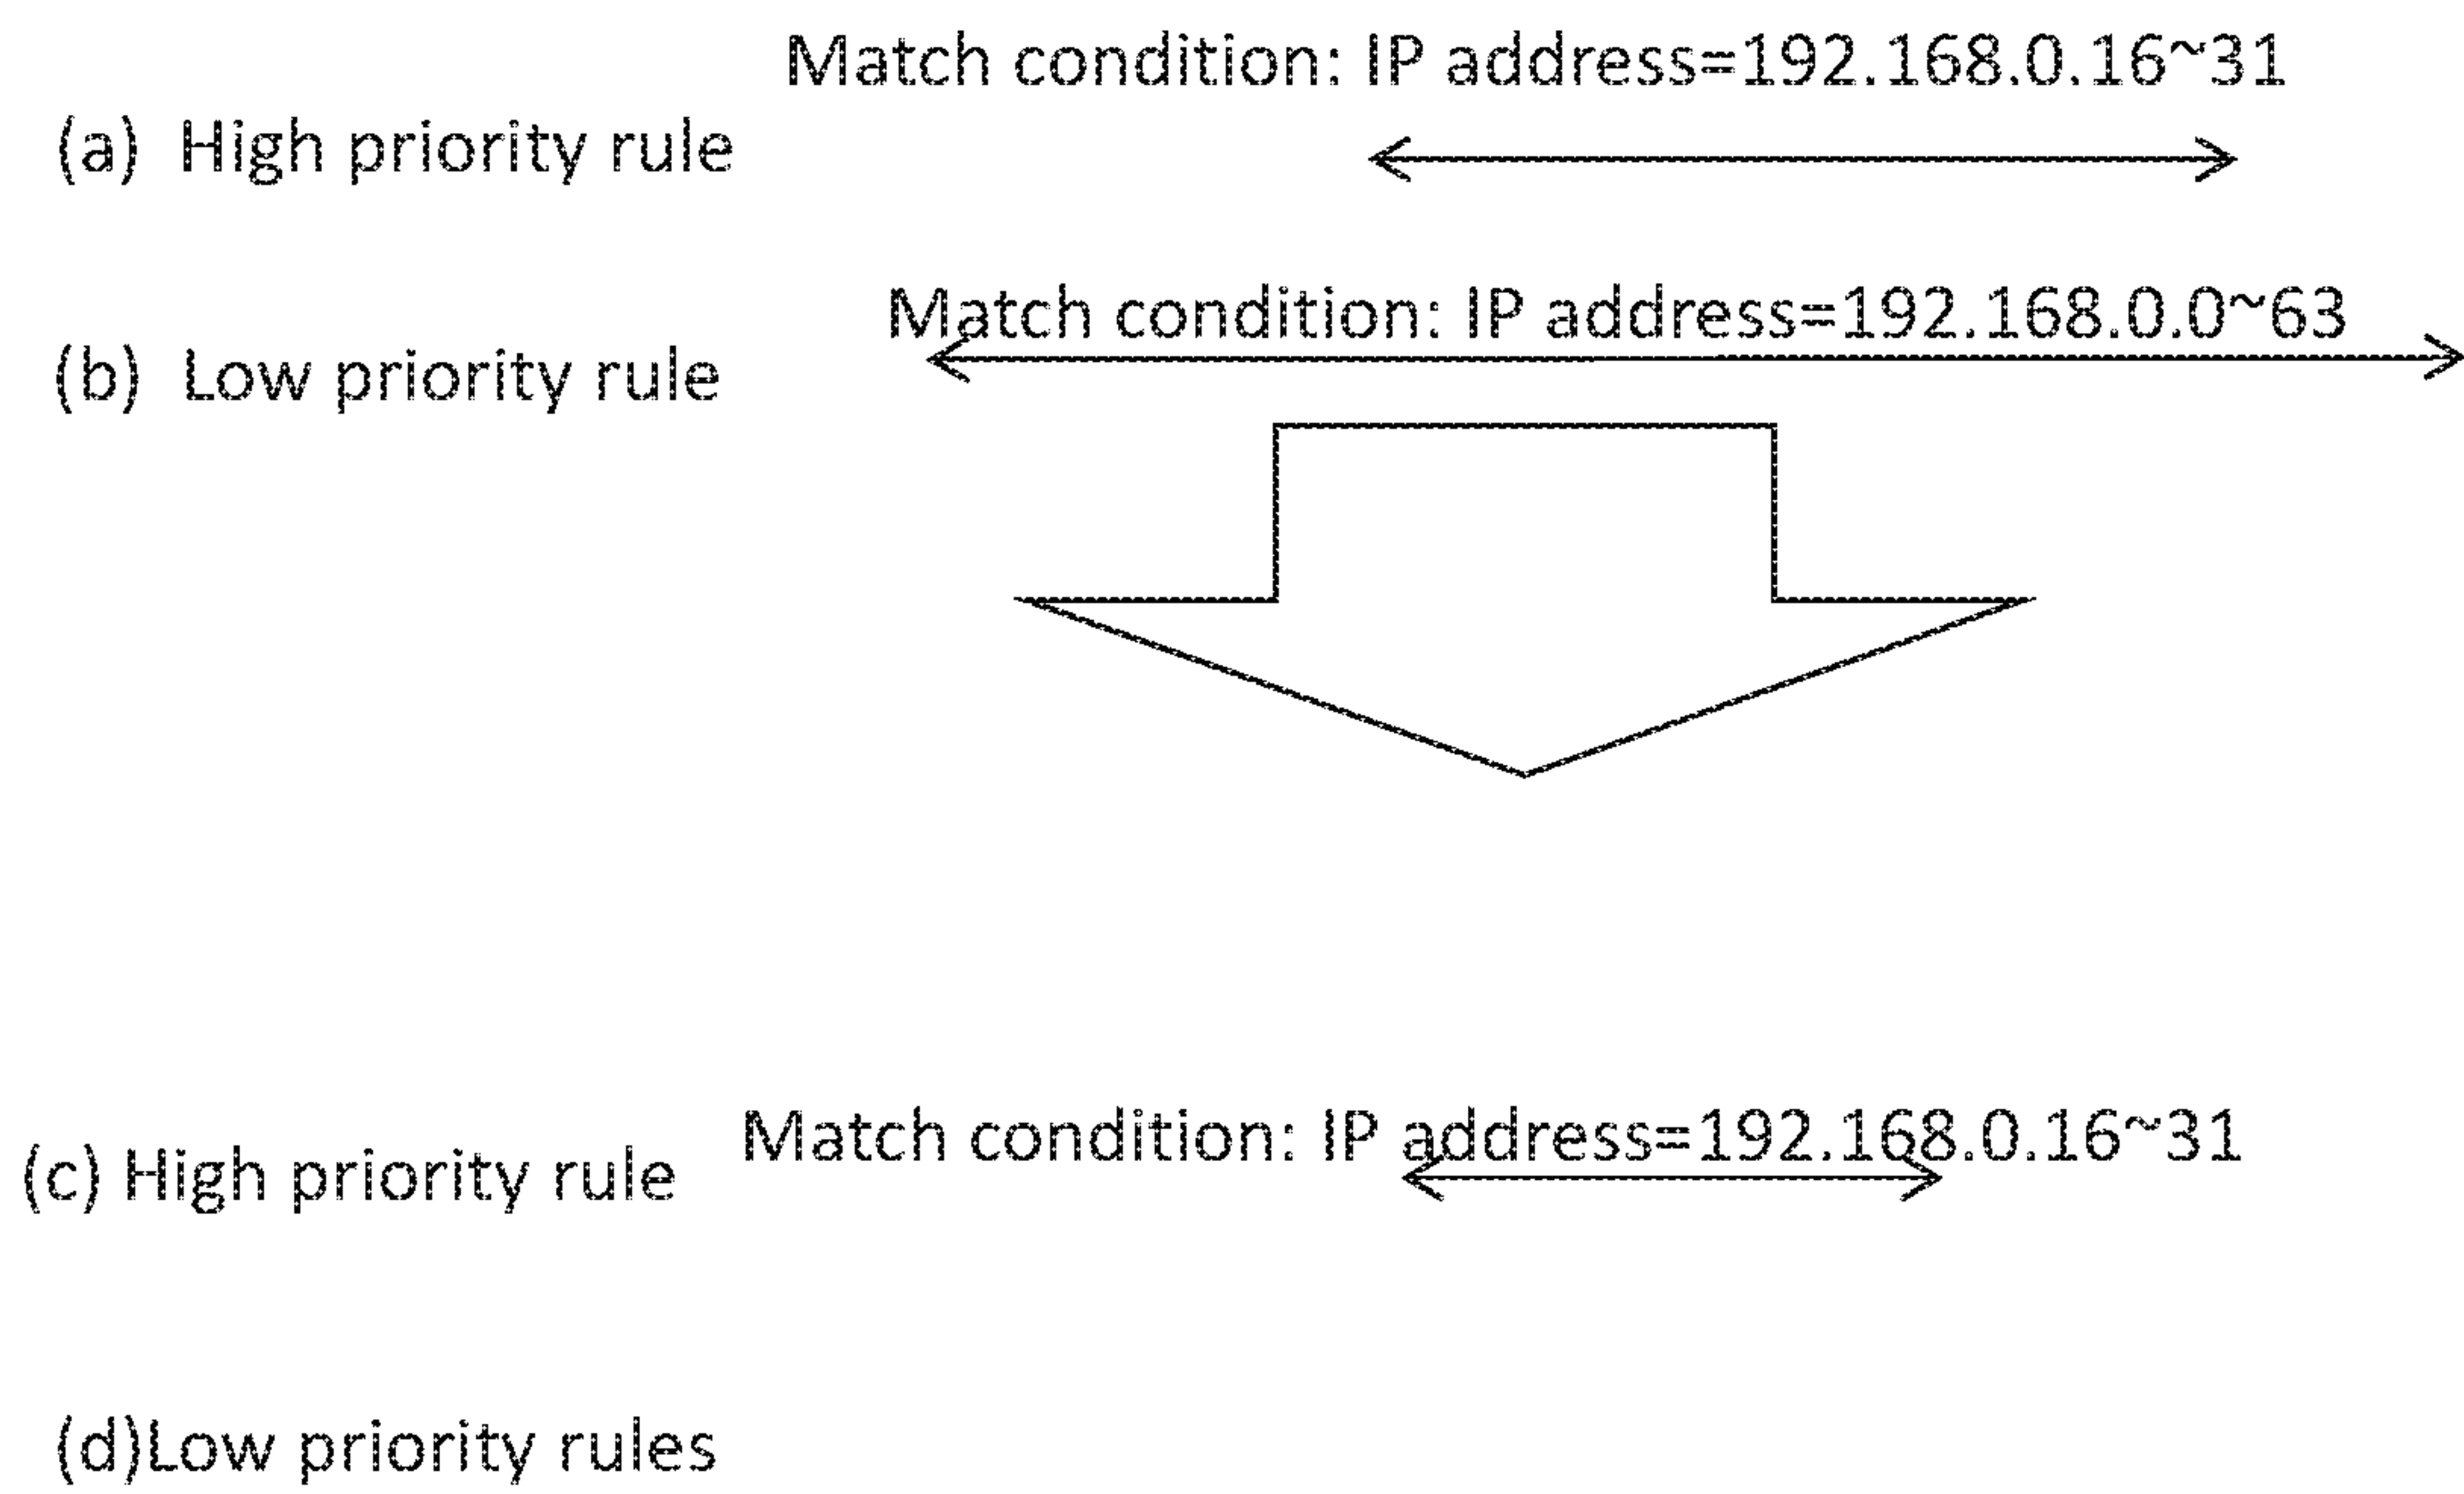 Match condition: IP address=192.168.0.16~31
(a) High priority rule
Match condition: IP address=192.168.0.0~63
(b) Low priority rule
Match condition: IP address=192.168.0.16~31
(c) High priority rule
(d)Low priority rules